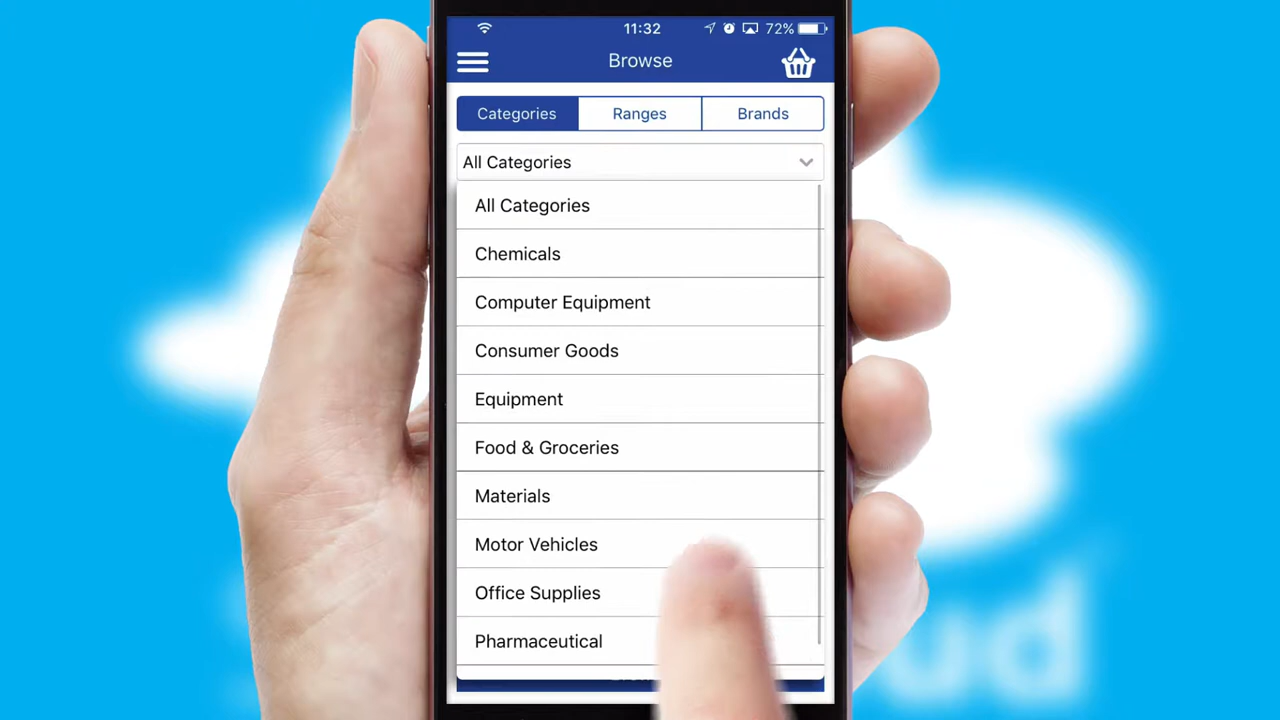 11:32
72%
Browse
Categories
Ranges
Brands
All Categories
All Categories
Chemicals
Computer Equipment
Consumer Goods
Equipment
Food & Groceries
Materials
Motor Vehicles
Office Supplies
Pharmaceutical